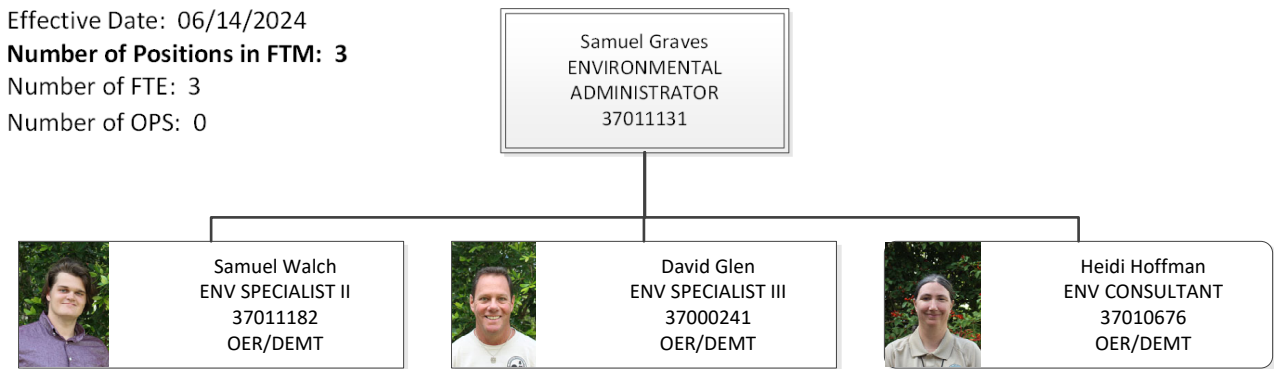 Effective Date: 06/14/2024
Number of Positions in FTM: 3
Number of FTE: 3
Number of OPS: 0
Samuel Graves
ENVIRONMENTAL
ADMINISTRATOR
37011131
Samuel Walch
ENV SPECIALIST II
37011182
OER/DEMT
David Glen
ENV SPECIALIST III
37000241
OER/DEMT
Heidi Hoffman
ENV CONSULTANT
37010676
OER/DEMT